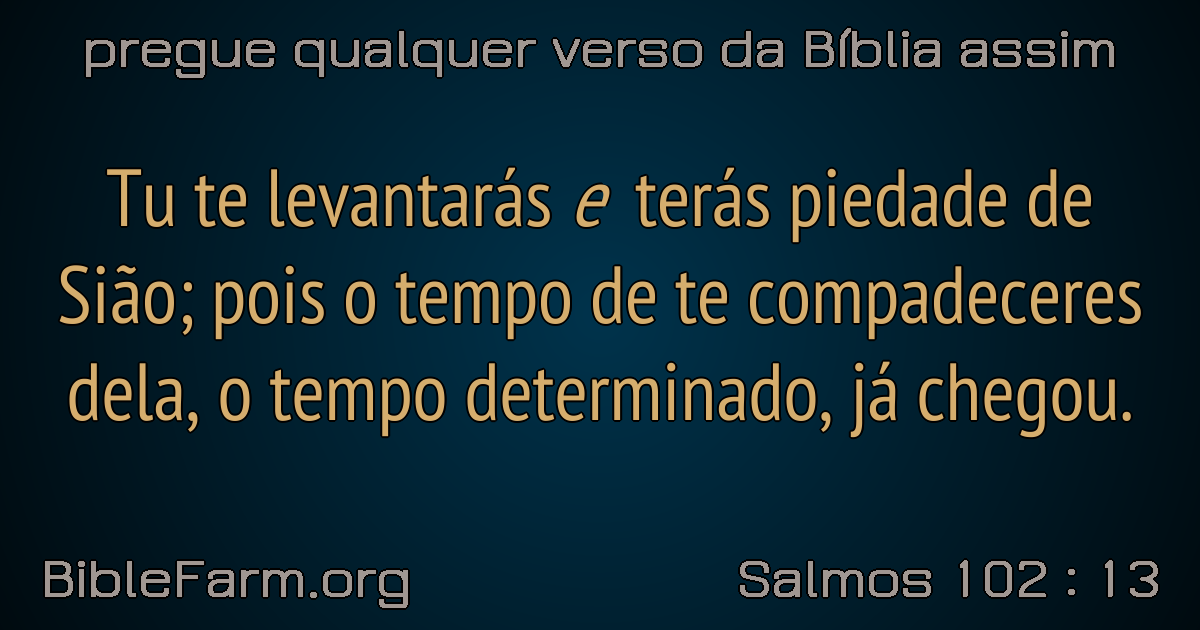 pregue qualquer verso da Bíblia assim
Tu te levantarás e terás piedade de
Sião; pois o tempo de te compadeceres
dela, o tempo determinado, já chegou.
BibleFarm.org
Salmos 102 : 13